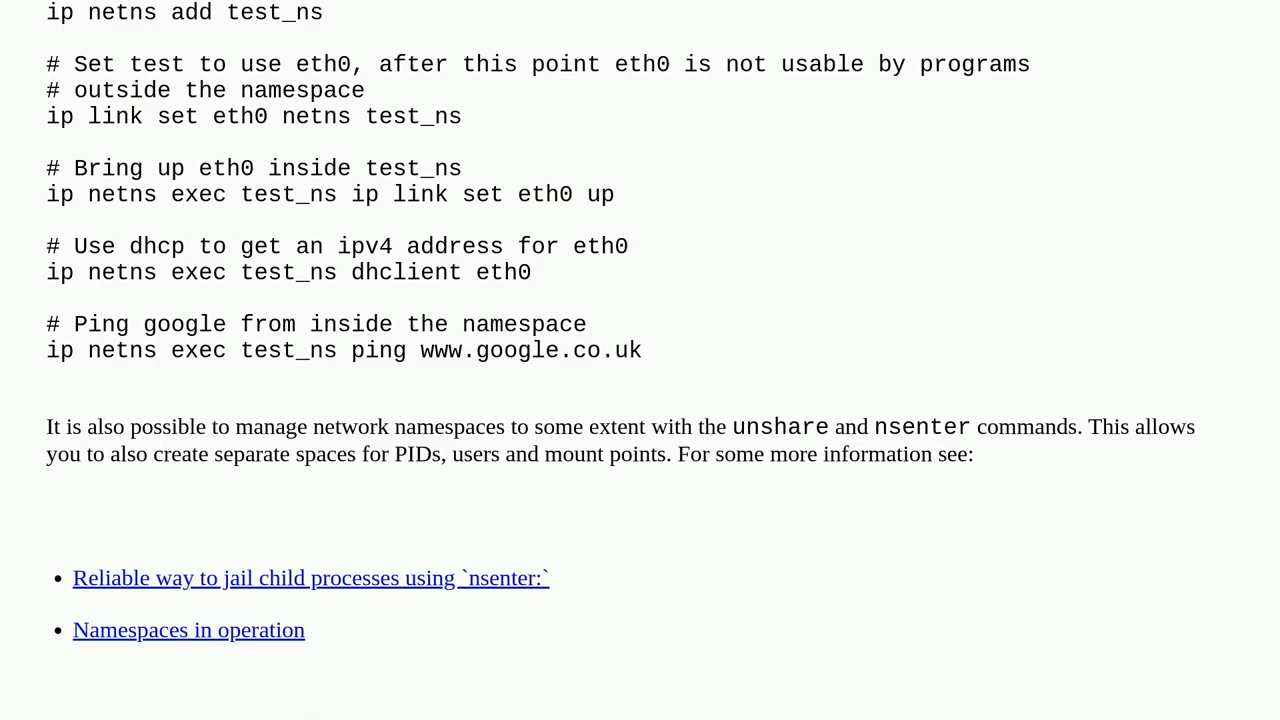 ip netns add test_ns
# Set test to use eth0, after this point eth0 is not usable by programs
# outside the namespace
ip link set eth0 netns test_ns
# Bring up eth0 inside test_ns
ip netns exec test_ns ip link set eth0 up
# Use dhcp to get an ipv4 address for eth0
ip netns exec test_ns dhclient eth0
# Ping google from inside the namespace
ip netns exec test_ns ping www.google.co.uk
It is also possible to manage network namespaces to some extent with the unshare and nsenter commands. This allows
you to also create separate spaces for PIDs, users and mount points. For some more information see:
• Reliable way to jail child processes using `nsenter:`
• Namespaces in operation